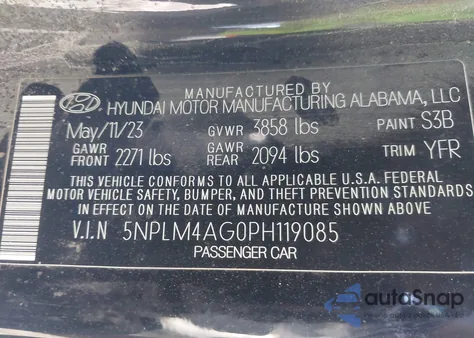 MANUFACTURED BY
HYUNDAI MOTOR MANUFACTURING ALABAMA, LLC
May/11/23 GVWR 3858 lbs PAINT S3B
GAWR FRONT 2271 lbs GAWR REAR 2094 lbs TRIM YFR
THIS VEHICLE CONFORMS TO ALL APPLICABLE U.S.A. FEDERAL
MOTOR VEHICLE SAFETY, BUMPER, AND THEFT PREVENTION STANDARDS
IN EFFECT ON THE DATE OF MANUFACTURE SHOWN ABOVE.
V.I.N 5NPLM4AG0PH119085
PASSENGER CAR
autoSnap